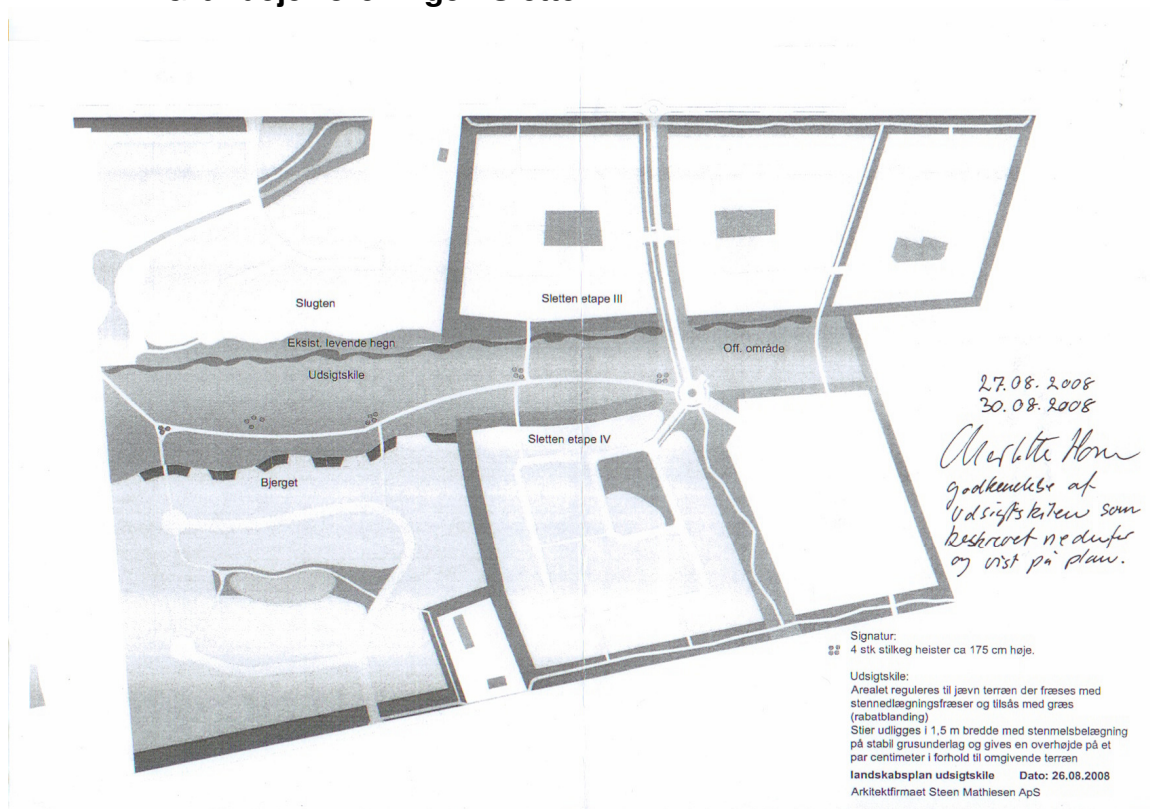 Slugten
Sletten etape III
Eksist. levende hegn
Off. område
Udsigtskile
27.08.2008
30.08.2008
Sletten etape IV
Bjerget
godkendelse af
Udsigtskilen som
beskrevet nedenfor
og vist på plan.
Signatur:
4 stk stilkeg heister ca 175 cm høje.
Udsigtskile:
Arealet reguleres til jævn terræn der fræses med
stennedlægningsfræser og tilsås med græs
(rabatblanding)
Stier udligges i 1,5 m bredde med stenmelsbelægning
på stabil grusunderlag og gives en overhøjde på et
par centimeter i forhold til omgivende terræn
landskabsplan udsigtskile Dato: 26.08.2008
Arkitektfirmaet Steen Mathiesen ApS